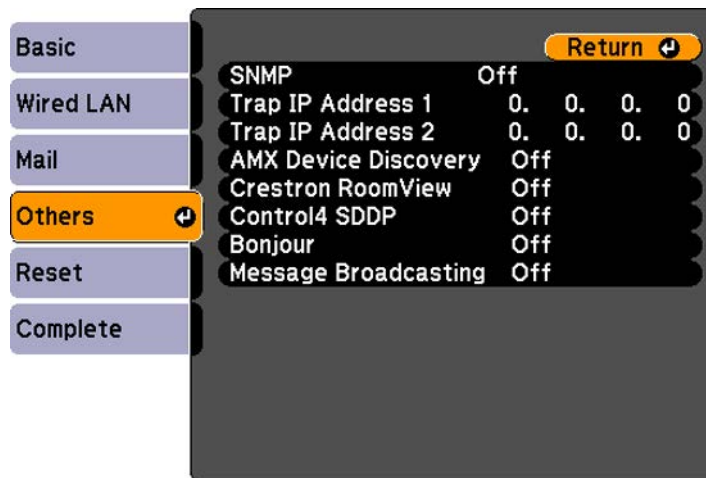 Basic
Wired LAN
Mail
Others
Reset
Complete
Return
SNMP Off
Trap IP Address 1 0. 0. 0. 0
Trap IP Address 2 0. 0. 0. 0
AMX Device Discovery Off
Crestron RoomView Off
Control4 SDDP Off
Bonjour Off
Message Broadcasting Off